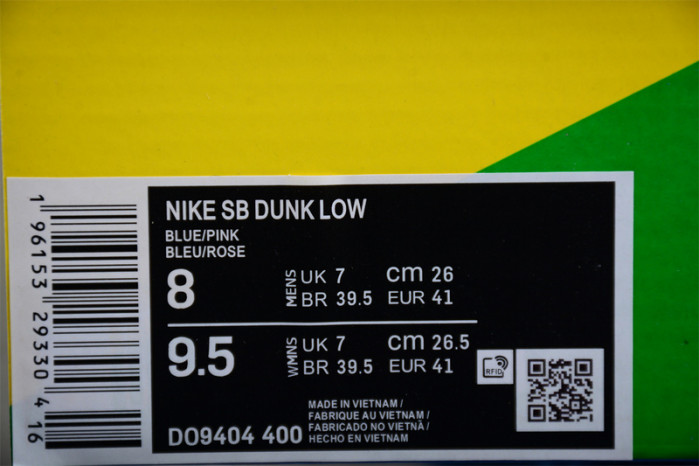 NIKE SB DUNK LOW
BLUE/PINK
BLEU/ROSE
8 MENS UK 7 cm 26
BR 39.5 EUR 41
9.5 WMNS UK 7 cm 26.5
BR 39.5 EUR 41
RFID
MADE IN VIETNAM /
FABRIQUE AU VIETNAM /
FABRICADO NO VIETNÃ /
HECHO EN VIETNAM
DO9404 400
1 96153 29330 4 16